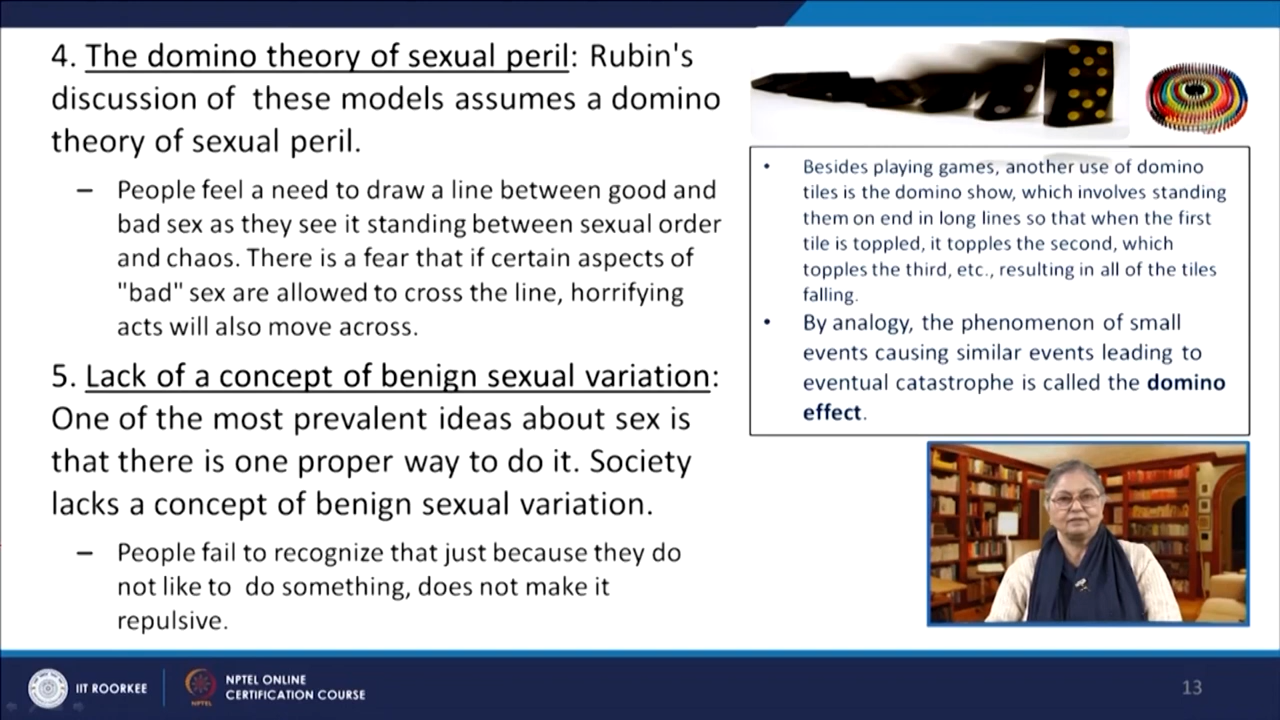 4. The domino theory of sexual peril: Rubin's
discussion of these models assumes a domino
theory of sexual peril.
– People feel a need to draw a line between good and
bad sex as they see it standing between sexual order
and chaos. There is a fear that if certain aspects of
"bad" sex are allowed to cross the line, horrifying
acts will also move across.
5. Lack of a concept of benign sexual variation:
One of the most prevalent ideas about sex is
that there is one proper way to do it. Society
lacks a concept of benign sexual variation.
– People fail to recognize that just because they do
not like to do something, does not make it
repulsive.
• Besides playing games, another use of domino
tiles is the domino show, which involves standing
them on end in long lines so that when the first
tile is toppled, it topples the second, which
topples the third, etc., resulting in all of the tiles
falling.
• By analogy, the phenomenon of small
events causing similar events leading to
eventual catastrophe is called the domino
effect.
IIT ROORKEE
NPTEL
NPTEL ONLINE
CERTIFICATION COURSE
13